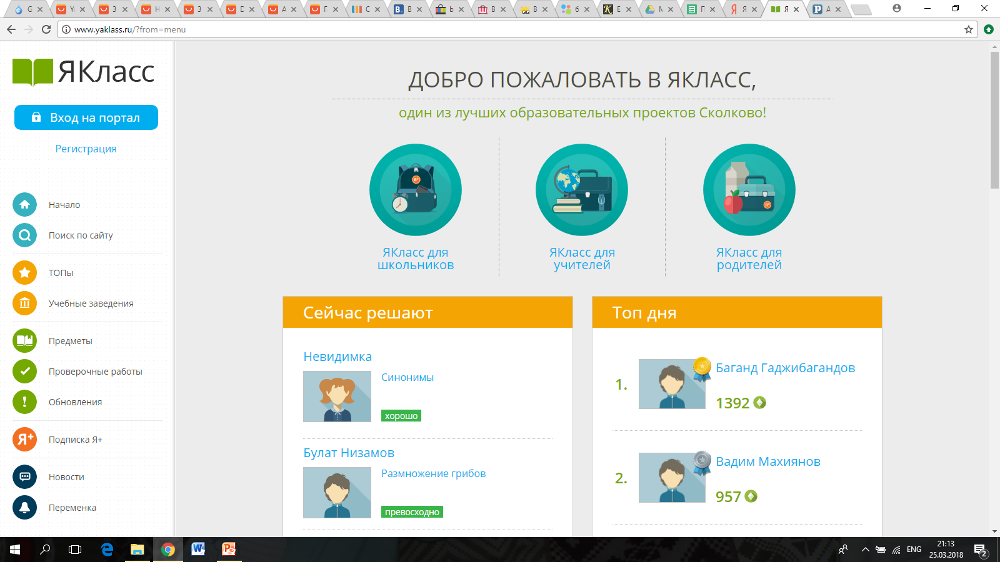 G
Yo
З
Н
З
D
А
Г
С
B.
В
b
В
В
б
К
Е
М
П
Я
Я
Я
А
www.yaklass.ru/?from=menu
ЯКласс
Вход на портал
Регистрация
Начало
Поиск по сайту
ТОПы
Учебные заведения
Предметы
Проверочные работы
Обновления
Я+
Подписка Я+
Новости
Переменка
ДОБРО ПОЖАЛОВАТЬ В ЯКЛАСС,
один из лучших образовательных проектов Сколково!
ЯКласс для
школьников
ЯКласс для
учителей
ЯКласс для
родителей
Сейчас решают
Невидимка
Синонимы
хорошо
Булат Низамов
Размножение грибов
превосходно
Топ дня
1.
Баганд Гаджибагандов
1392
2.
Вадим Махиянов
957
ENG
21:13
25.03.2018
2